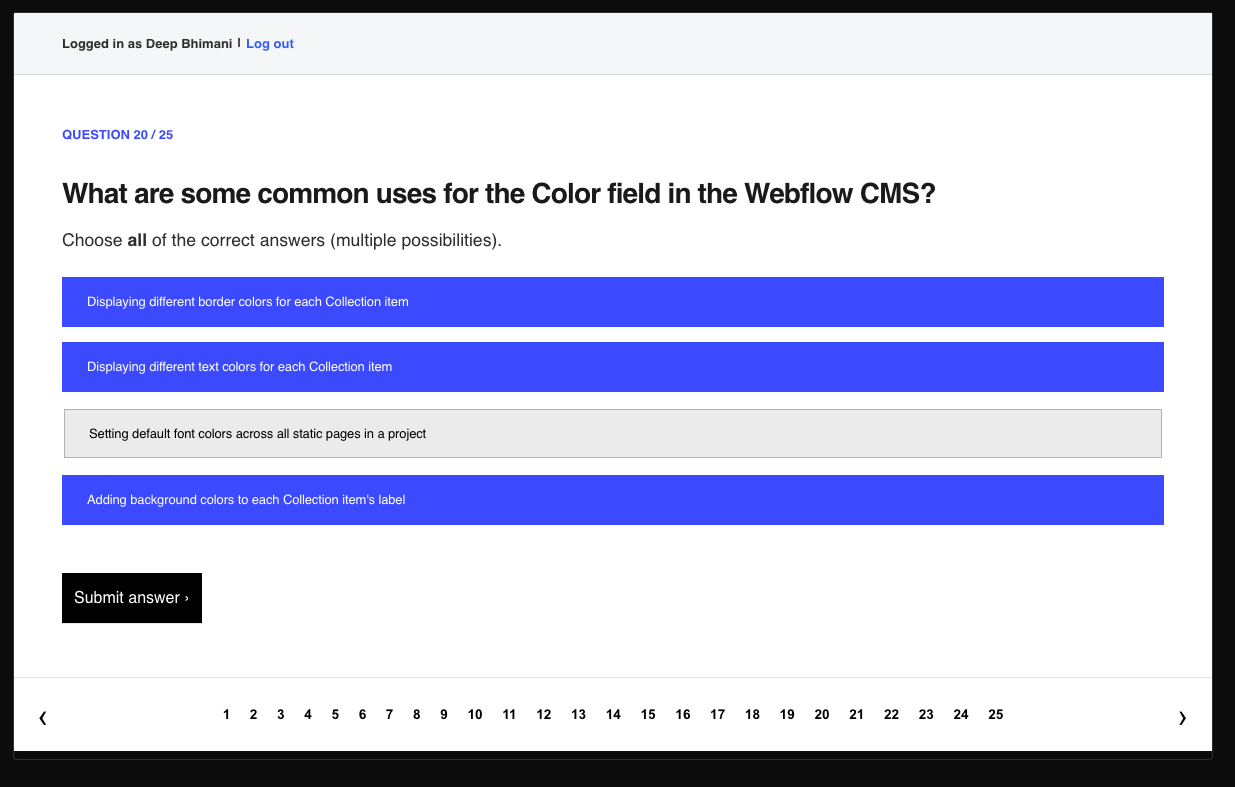 Logged in as Deep Bhimani | Log out
QUESTION 20 / 25
What are some common uses for the Color field in the Webflow CMS?
Choose all of the correct answers (multiple possibilities).
Displaying different border colors for each Collection item
Displaying different text colors for each Collection item
Setting default font colors across all static pages in a project
Adding background colors to each Collection item's label
Submit answer ›
❮ 1 2 3 4 5 6 7 8 9 10 11 12 13 14 15 16 17 18 19 20 21 22 23 24 25 ❯